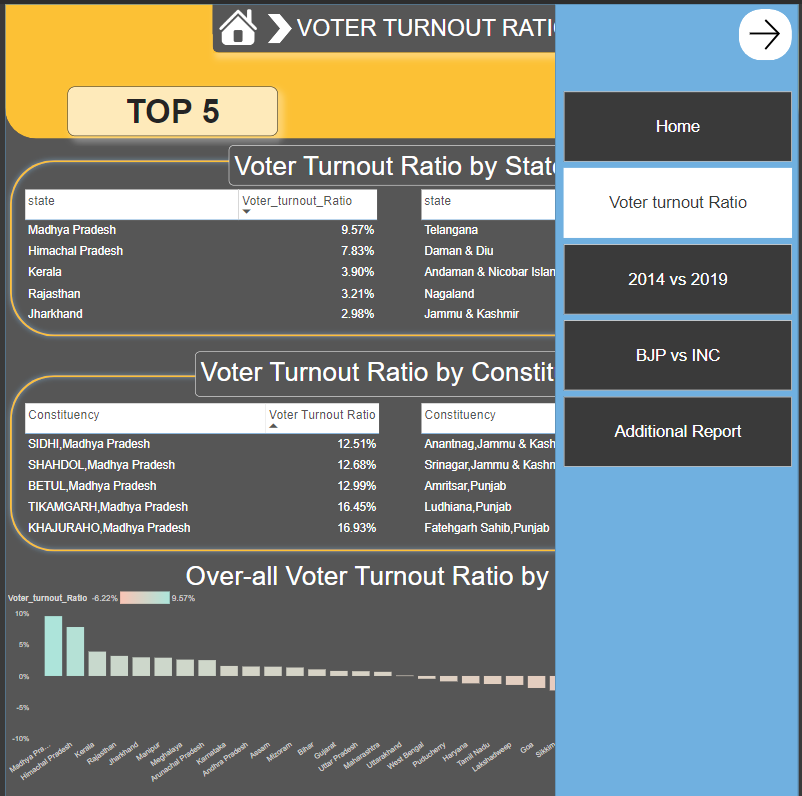 VOTER TURNOUT RATIO
TOP 5
Voter Turnout Ratio by State
state Voter_turnout_Ratio
Madhya Pradesh 9.57%
Himachal Pradesh 7.83%
Kerala 3.90%
Rajasthan 3.21%
Jharkhand 2.98%
state
Telangana
Daman & Diu
Andaman & Nicobar Islan
Nagaland
Jammu & Kashmir
Voter Turnout Ratio by Constit
Constituency Voter Turnout Ratio
SIDHI,Madhya Pradesh 12.51%
SHAHDOL,Madhya Pradesh 12.68%
BETUL,Madhya Pradesh 12.99%
TIKAMGARH,Madhya Pradesh 16.45%
KHAJURAHO,Madhya Pradesh 16.93%
Constituency
Anantnag,Jammu & Kash
Srinagar,Jammu & Kashm
Amritsar,Punjab
Ludhiana,Punjab
Fatehgarh Sahib,Punjab
Over-all Voter Turnout Ratio by
Voter_turnout_Ratio -6.22% 9.57%
10%
5%
0%
-5%
-10%
Madhya Pra...
Himachal Pradesh
Kerala
Rajasthan
Jharkhand
Manipur
Meghalaya
Arunachal Pradesh
Karnataka
Andhra Pradesh
Assam
Mizoram
Bihar
Gujarat
Uttar Pradesh
Maharashtra
Uttarakhand
West Bengal
Puducherry
Haryana
Tamil Nadu
Lakshadweep
Goa
Sikkim
Home
Voter turnout Ratio
2014 vs 2019
BJP vs INC
Additional Report